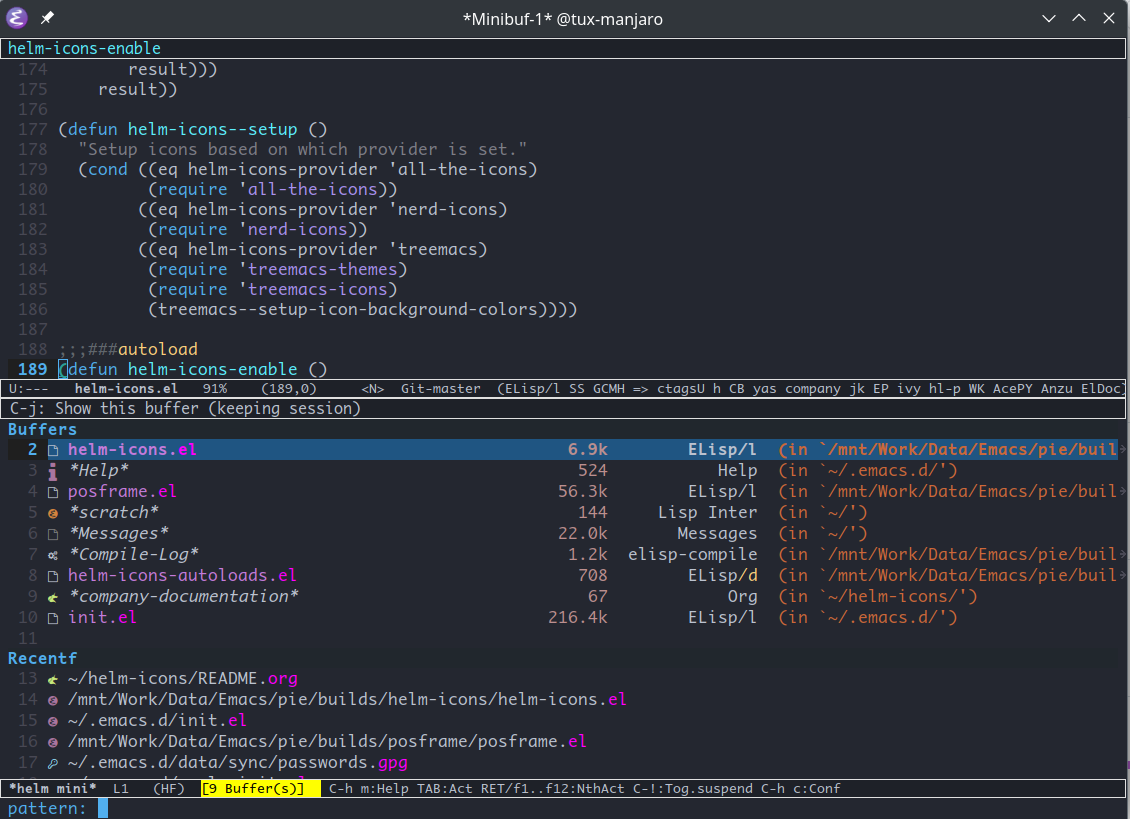 *Minibuf-1* @tux-manjaro
helm-icons-enable
174 result)))
175 result))
176
177 (defun helm-icons--setup ()
178 "Setup icons based on which provider is set."
179 (cond ((eq helm-icons-provider 'all-the-icons)
180 (require 'all-the-icons))
181 ((eq helm-icons-provider 'nerd-icons)
182 (require 'nerd-icons))
183 ((eq helm-icons-provider 'treemacs)
184 (require 'treemacs-themes)
185 (require 'treemacs-icons)
186 (treemacs--setup-icon-background-colors))))
187
188 ;;;###autoload
189 (defun helm-icons-enable ()
U:--- helm-icons.el 91% (189,0) <N> Git-master (ELisp/l SS GCMH => ctagsU h CB yas company jk EP ivy hl-p WK AcePY Anzu ElDoc)
C-j: Show this buffer (keeping session)
Buffers
2 helm-icons.el 6.9k ELisp/l (in `/mnt/Work/Data/Emacs/pie/buil
3 *Help* 524 Help (in `~/.emacs.d/')
4 posframe.el 56.3k ELisp/l (in `/mnt/Work/Data/Emacs/pie/buil
5 *scratch* 144 Lisp Inter (in `~/')
6 *Messages* 22.0k Messages (in `~/')
7 *Compile-Log* 1.2k elisp-compile (in `/mnt/Work/Data/Emacs/pie/buil
8 helm-icons-autoloads.el 708 ELisp/d (in `/mnt/Work/Data/Emacs/pie/buil
9 *company-documentation* 67 Org (in `~/helm-icons/')
10 init.el 216.4k ELisp/l (in `~/.emacs.d/')
11
Recentf
13 ~/helm-icons/README.org
14 /mnt/Work/Data/Emacs/pie/builds/helm-icons/helm-icons.el
15 ~/.emacs.d/init.el
16 /mnt/Work/Data/Emacs/pie/builds/posframe/posframe.el
17 ~/.emacs.d/data/sync/passwords.gpg
*helm mini* L1 (HF) [9 Buffer(s)] C-h m:Help TAB:Act RET/f1..f12:NthAct C-!:Tog.suspend C-h c:Conf
pattern: